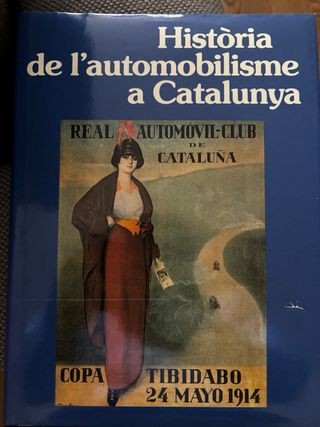 Història
de l'automobilisme
a Catalunya
REAL AUTOMÓVIL-CLUB
DE
CATALUÑA
COPA TIBIDABO
24 MAYO 1914